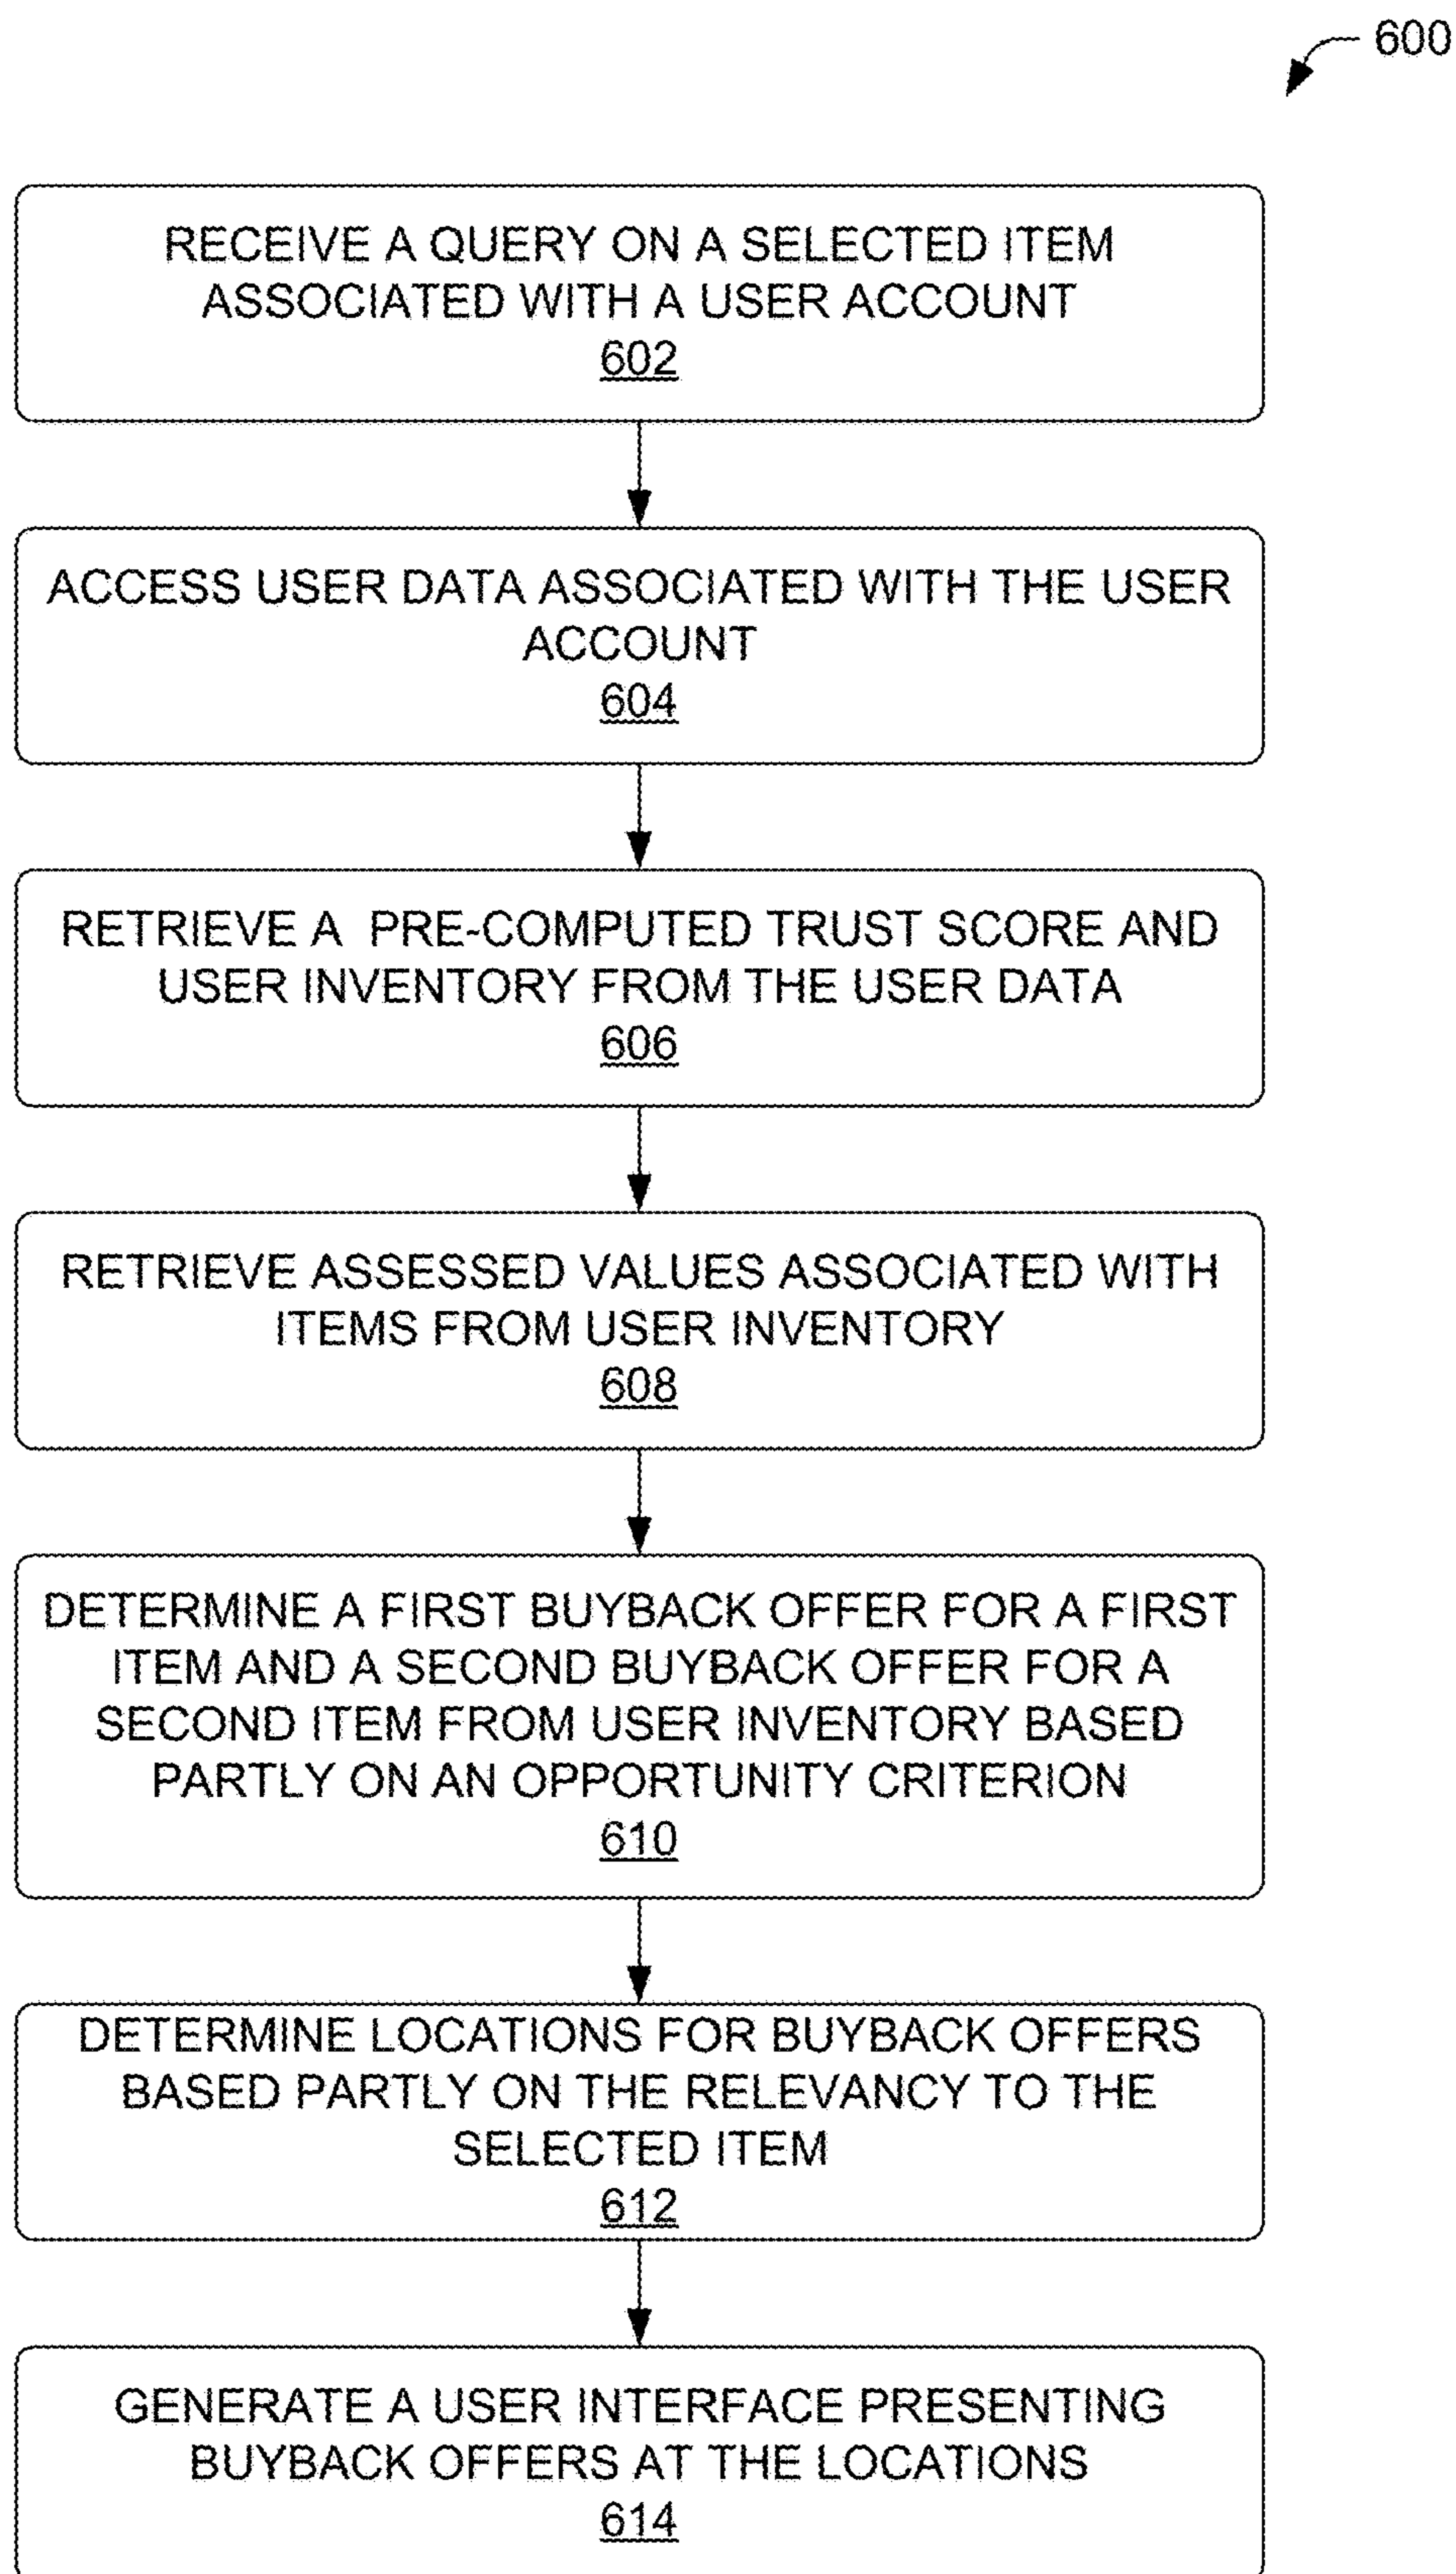 600
RECEIVE A QUERY ON A SELECTED ITEM
ASSOCIATED WITH A USER ACCOUNT
602
ACCESS USER DATA ASSOCIATED WITH THE USER
ACCOUNT
604
RETRIEVE A PRE-COMPUTED TRUST SCORE AND
USER INVENTORY FROM THE USER DATA
606
RETRIEVE ASSESSED VALUES ASSOCIATED WITH
ITEMS FROM USER INVENTORY
608
DETERMINE A FIRST BUYBACK OFFER FOR A FIRST
ITEM AND A SECOND BUYBACK OFFER FOR A
SECOND ITEM FROM USER INVENTORY BASED
PARTLY ON AN OPPORTUNITY CRITERION
610
DETERMINE LOCATIONS FOR BUYBACK OFFERS
BASED PARTLY ON THE RELEVANCY TO THE
SELECTED ITEM
612
GENERATE A USER INTERFACE PRESENTING
BUYBACK OFFERS AT THE LOCATIONS
614